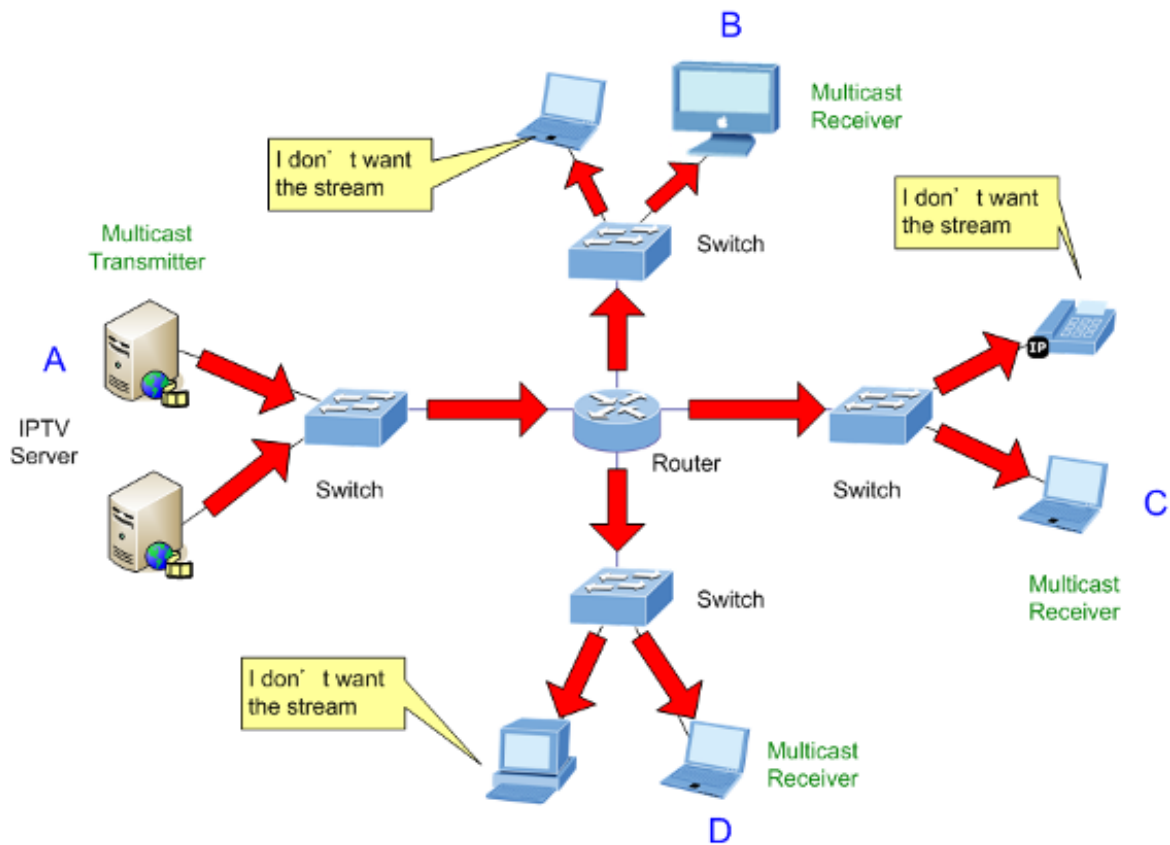 B
Multicast
Receiver
I don’ t want
the stream
I don’ t want
the stream
Switch
Multicast
Transmitter
A
IP
IPTV
Server
Router
Switch
Switch
C
Multicast
Receiver
Switch
I don’ t want
the stream
Multicast
Receiver
D